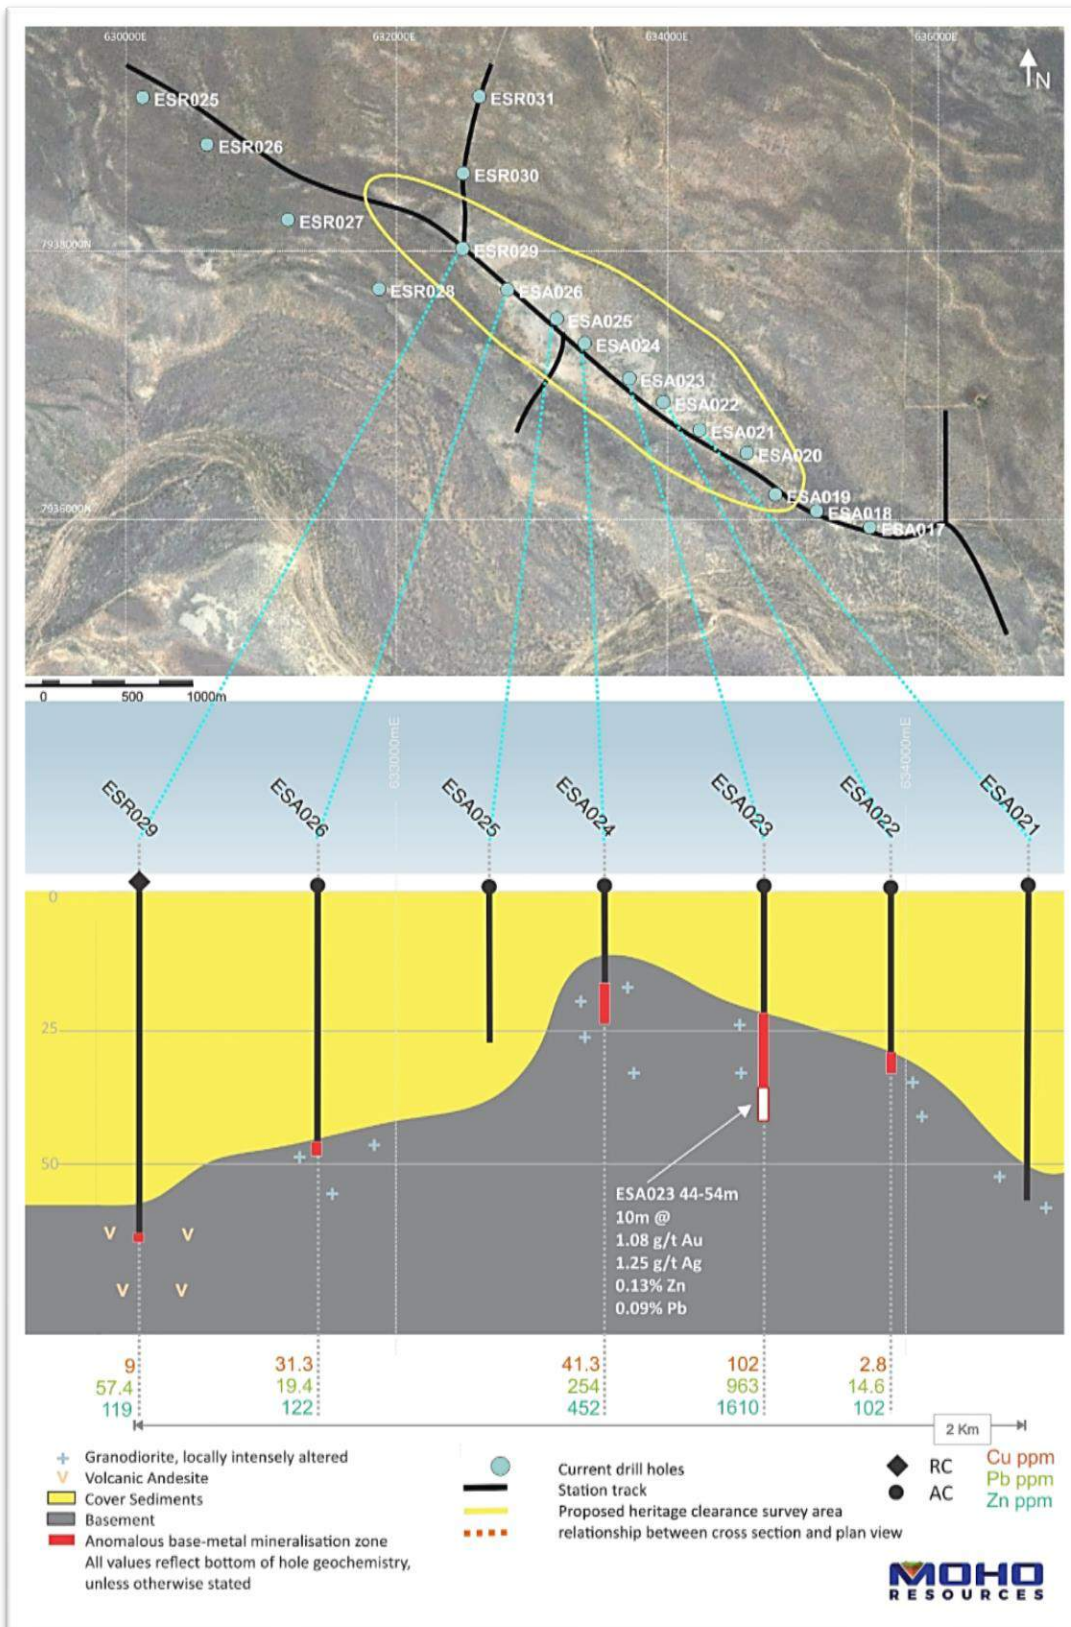 630000E
632000E
634000E
636000E
N
ESR025
ESR031
ESR026
ESR030
ESR027
7938000N
ESR029
ESR028
ESA026
ESA025
ESA024
ESA023
ESA022
ESA021
ESA020
ESA019
7936000N
ESA018
ESA017
0 500 1000m
633000mE
634000mE
ESR029
ESA026
ESA025
ESA024
ESA023
ESA022
ESA021
0
25
50
ESA023 44-54m
10m @
1.08 g/t Au
1.25 g/t Ag
0.13% Zn
0.09% Pb
V V
V V
9 31.3 41.3 102 2.8
57.4 19.4 254 963 14.6
119 122 452 1610 102
2 Km
+ Granodiorite, locally intensely altered
V Volcanic Andesite
Cover Sediments
Basement
Anomalous base-metal mineralisation zone
All values reflect bottom of hole geochemistry,
unless otherwise stated
Current drill holes
Station track
Proposed heritage clearance survey area
relationship between cross section and plan view
RC
AC
Cu ppm
Pb ppm
Zn ppm
MOHO
RESOURCES